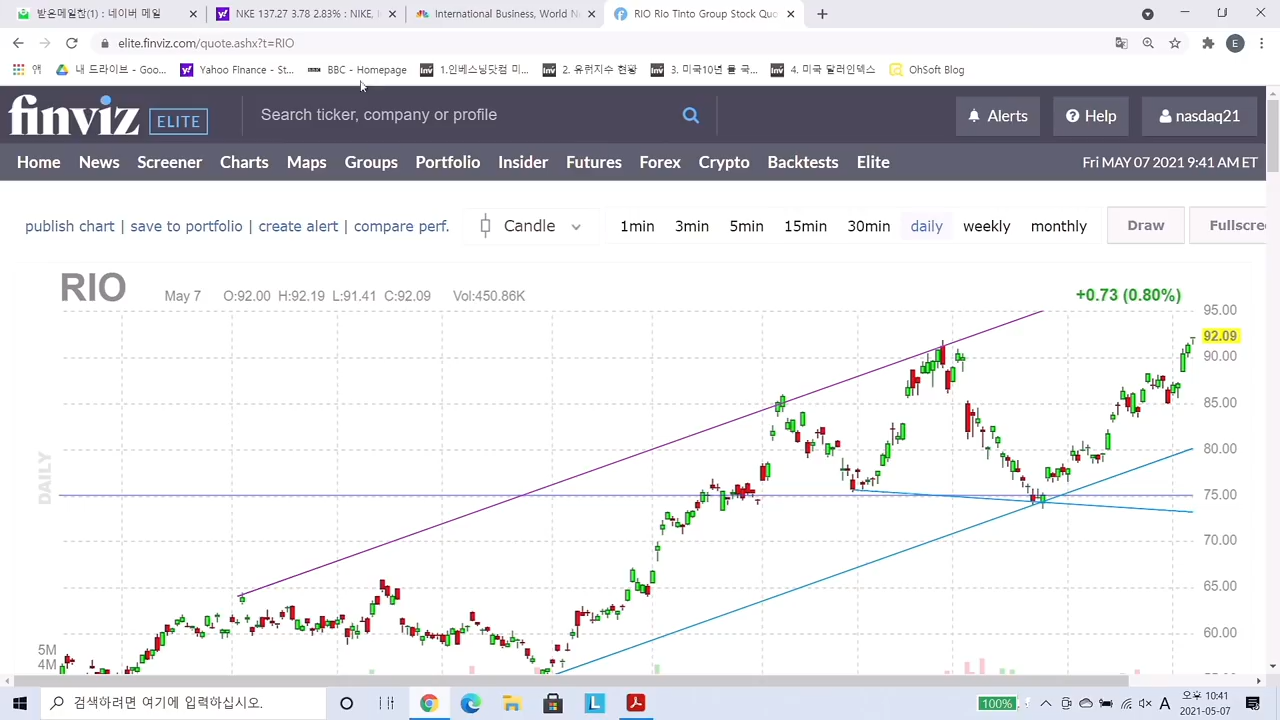 받은메일함(1) : 네이버 메일
NKE 137.27 3.78 2.83% : NIKE, I
International Business, World Ne
RIO Rio Tinto Group Stock Quo
elite.finviz.com/quote.ashx?t=RIO
E
앱
내 드라이브 - Goo...
Yahoo Finance - St...
BBC - Homepage
1.인베스닝닷컴 미...
2. 유런지수 현황
3. 미국10년 물 국...
4. 미국 달러인덱스
OhSoft Blog
finviz ELITE
Search ticker, company or profile
Alerts
Help
nasdaq21
Home News Screener Charts Maps Groups Portfolio Insider Futures Forex Crypto Backtests Elite
Fri MAY 07 2021 9:41 AM ET
publish chart | save to portfolio | create alert | compare perf.
Candle
1min 3min 5min 15min 30min daily weekly monthly
Draw
Fullscre
RIO May 7 O:92.00 H:92.19 L:91.41 C:92.09 Vol:450.86K
+0.73 (0.80%)
95.00
92.09
90.00
85.00
80.00
75.00
70.00
65.00
60.00
DAILY
5M
4M
검색하려면 여기에 입력하십시오.
100%
A
오후 10:41
2021-05-07